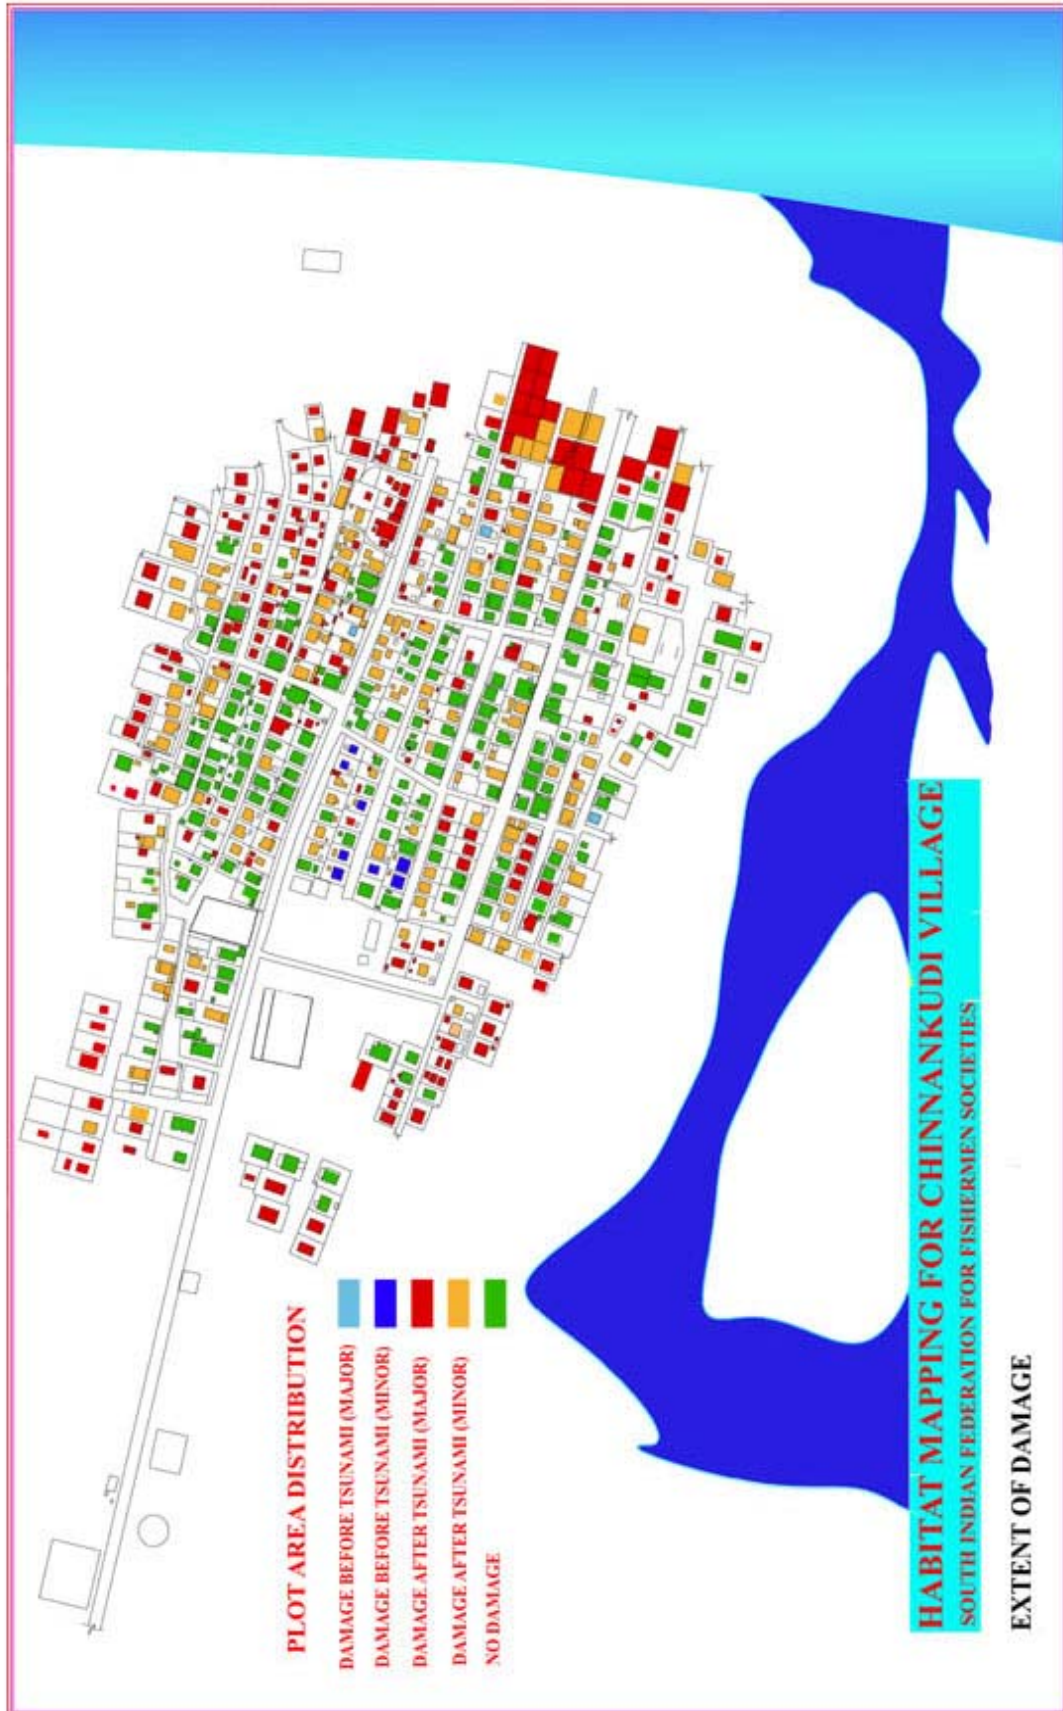 PLOT AREA DISTRIBUTION
DAMAGE BEFORE TSUNAMI (MAJOR)
DAMAGE BEFORE TSUNAMI (MINOR)
DAMAGE AFTER TSUNAMI (MAJOR)
DAMAGE AFTER TSUNAMI (MINOR)
NO DAMAGE
HABITAT MAPPING FOR CHINNANKUDI VILLAGE
SOUTH INDIAN FEDERATION FOR FISHERMEN SOCIETIES
EXTENT OF DAMAGE